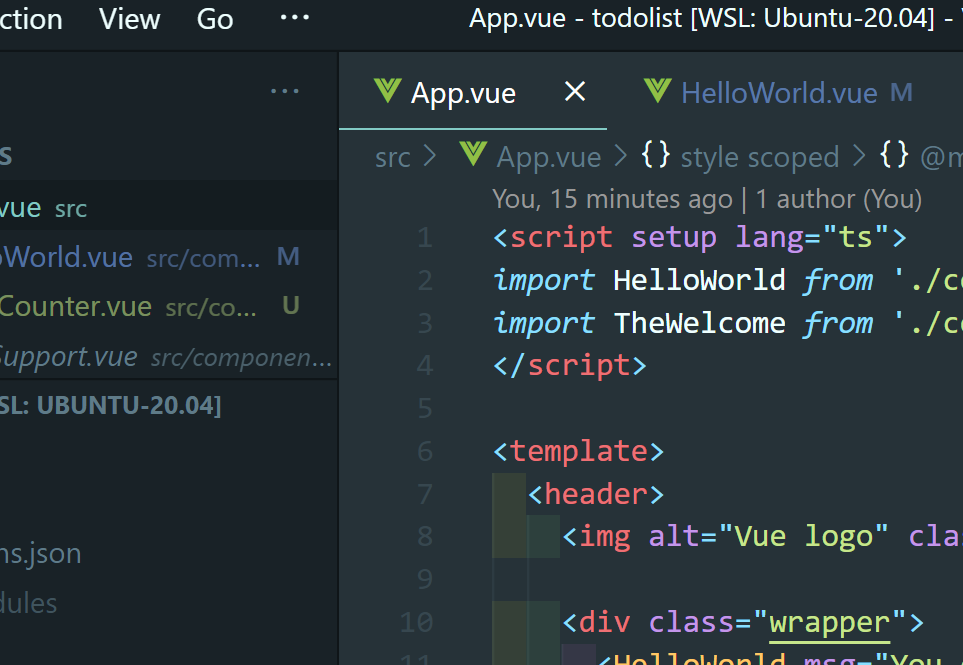 ction View Go ...
App.vue - todolist [WSL: Ubuntu-20.04] -
...
App.vue × HelloWorld.vue M
src > App.vue > {} style scoped > {} @m
S
vue src
oWorld.vue src/com... M
Counter.vue src/co... U
Support.vue src/componen...
SL: UBUNTU-20.04]
ns.json
dules
You, 15 minutes ago | 1 author (You)
1 <script setup lang="ts">
2 import HelloWorld from './co
3 import TheWelcome from './co
4 </script>
5
6 <template>
7 <header>
8 <img alt="Vue logo" cla
9
10 <div class="wrapper">
11 <HelloWorld msg="You